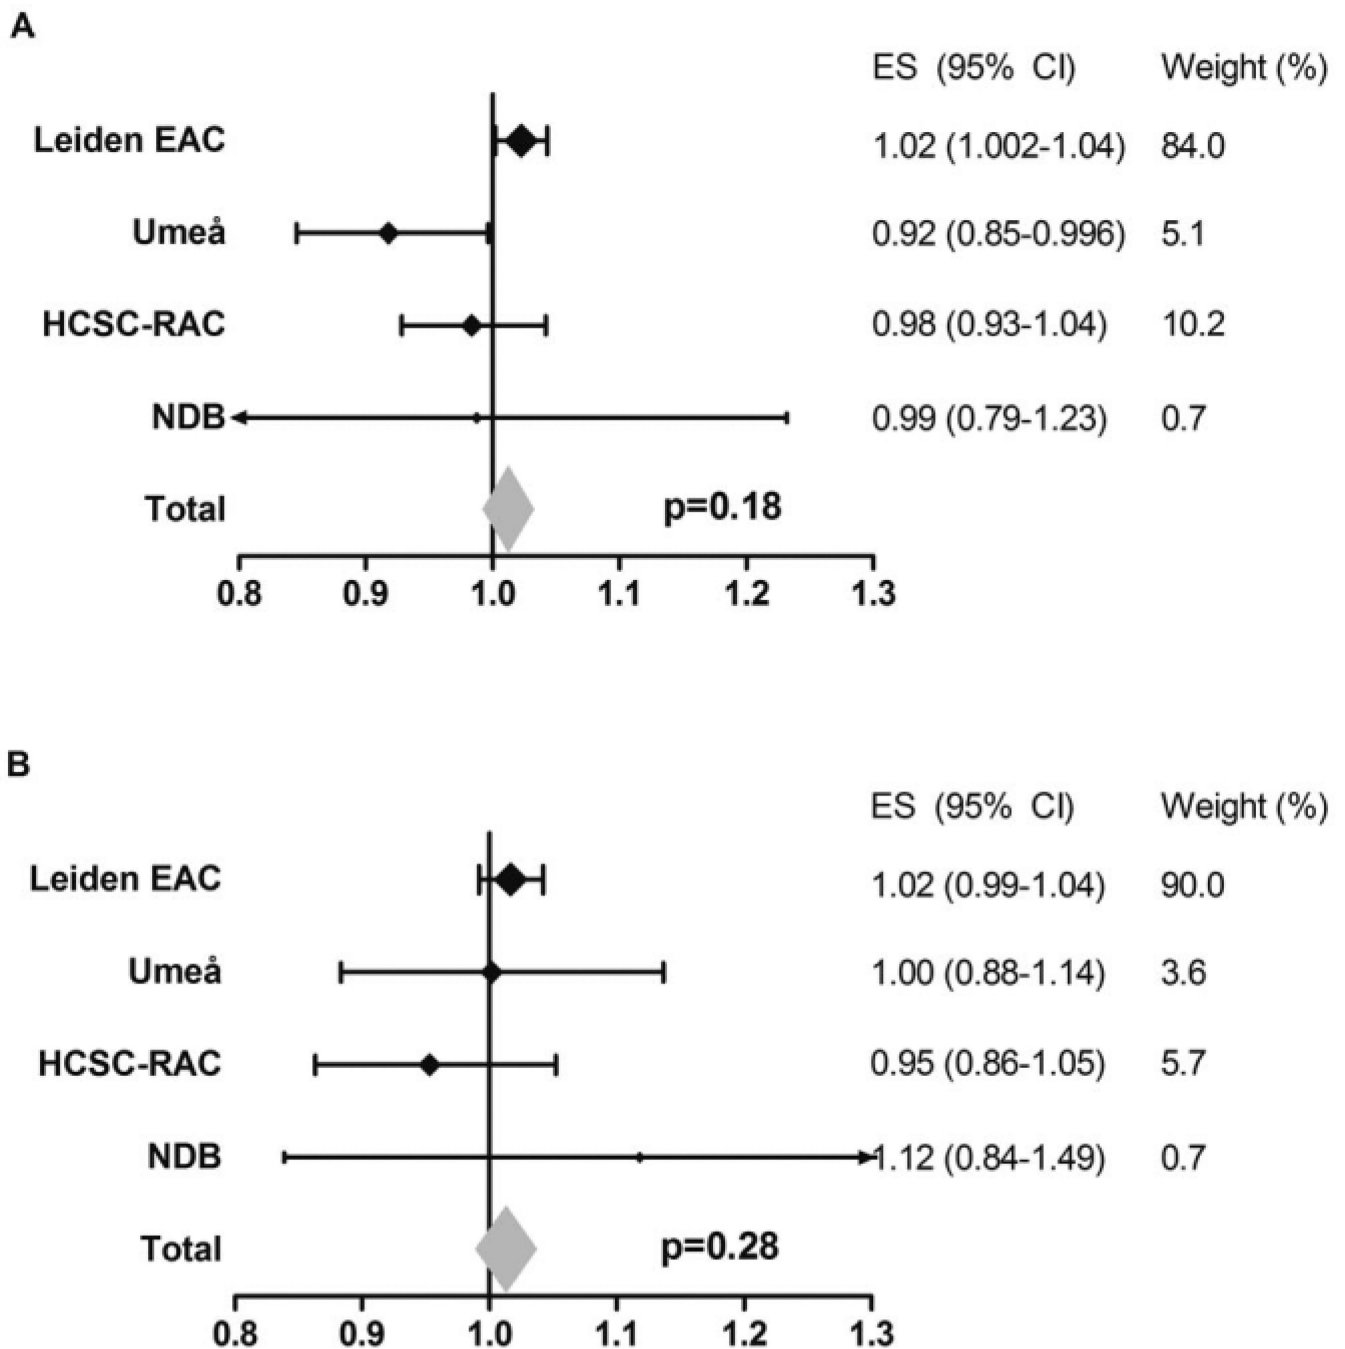 A
ES (95% CI) Weight (%)
Leiden EAC 1.02 (1.002-1.04) 84.0
Umeå 0.92 (0.85-0.996) 5.1
HCSC-RAC 0.98 (0.93-1.04) 10.2
NDB 0.99 (0.79-1.23) 0.7
Total p=0.18
0.8 0.9 1.0 1.1 1.2 1.3
B
ES (95% CI) Weight (%)
Leiden EAC 1.02 (0.99-1.04) 90.0
Umeå 1.00 (0.88-1.14) 3.6
HCSC-RAC 0.95 (0.86-1.05) 5.7
NDB 1.12 (0.84-1.49) 0.7
Total p=0.28
0.8 0.9 1.0 1.1 1.2 1.3